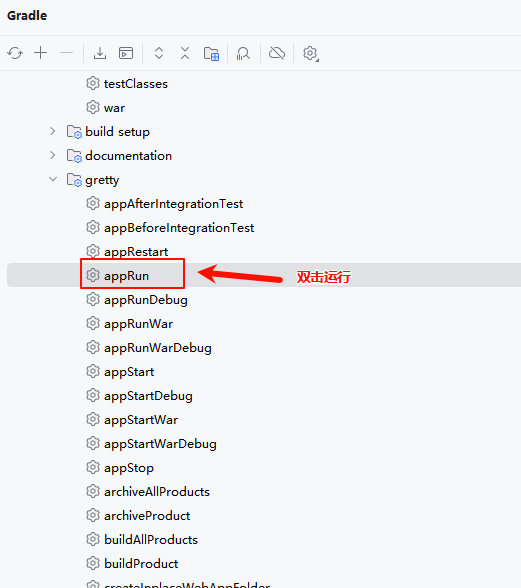 Gradle
testClasses
war
build setup
documentation
gretty
appAfterIntegrationTest
appBeforeIntegrationTest
appRestart
appRun 双击运行
appRunDebug
appRunWar
appRunWarDebug
appStart
appStartDebug
appStartWar
appStartWarDebug
appStop
archiveAllProducts
archiveProduct
buildAllProducts
buildProduct
createInplaceWebAppFolder